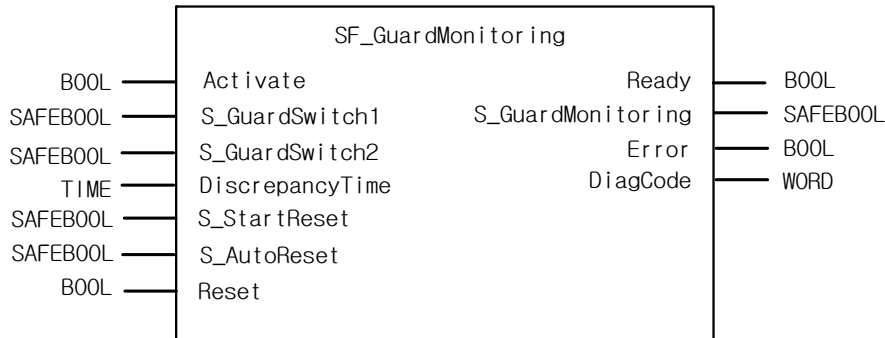 SF_GuardMonitoring
BOOL Activate Ready BOOL
SAFEBOOL S_GuardSwitch1 S_GuardMonitoring SAFEBOOL
SAFEBOOL S_GuardSwitch2 Error BOOL
TIME DiscrepancyTime DiagCode WORD
SAFEBOOL S_StartReset
SAFEBOOL S_AutoReset
BOOL Reset